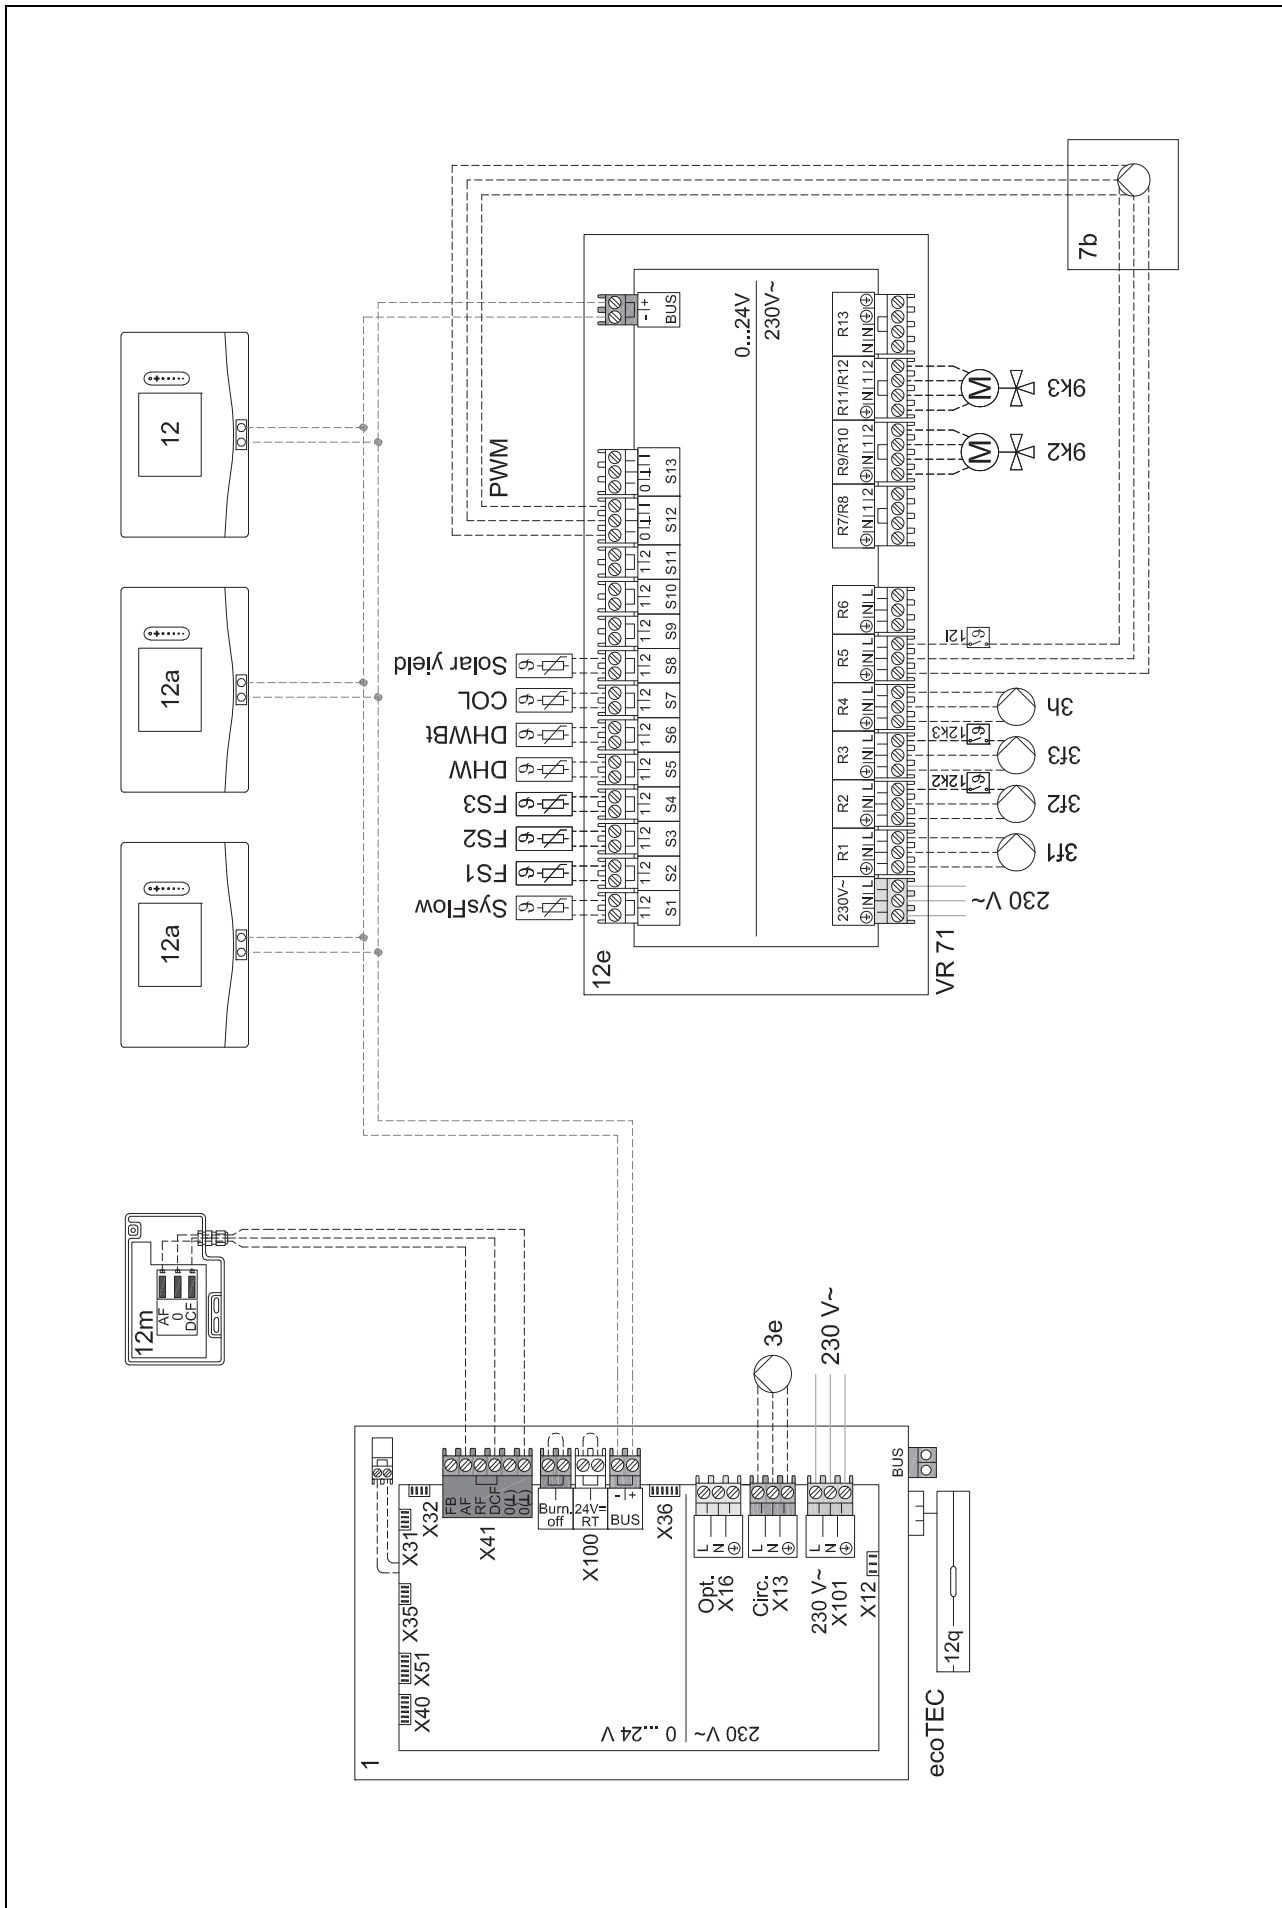 12
12a
12a
12m
AF
0
DCF
PWM
BUS
- +
0...24V
230V~
Solar yield
COL
DHWBt
DHW
FS3
FS2
FS1
SysFlow
S13
S12
S11
S10
S9
S8
S7
S6
S5
S4
S3
S2
S1
1 2
R13
R11/R12
R9/R10
R7/R8
R6
R5
R4
R3
R2
R1
230V~
N N
N 1 2
N L
7b
9k3
9k2
12l
3h
12k3
3f3
12k2
3f2
3f1
230 V~
12e
VR 71
1
X40
X51
X35
X31
X32
X41
FB
AF
RF
DCF
0(⊥)
0(⊥)
Burn.
off
24V=
RT
X100
BUS
- +
X36
Opt.
X16
L
N
Circ.
X13
L
N
230 V~
X101
L
N
X12
3e
230 V~
0...24 V
230 V~
BUS
12q
ecoTEC